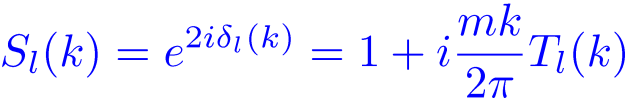 $S_l(k) = e^{2i\delta_l(k)} = 1 + i\frac{mk}{2\pi}T_l(k)$